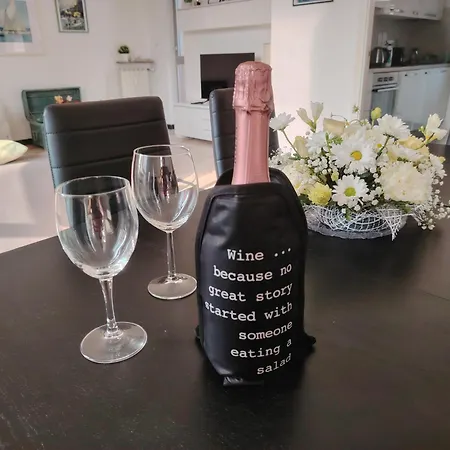 Wine ...
because no
great story
started with
someone
eating a
salad